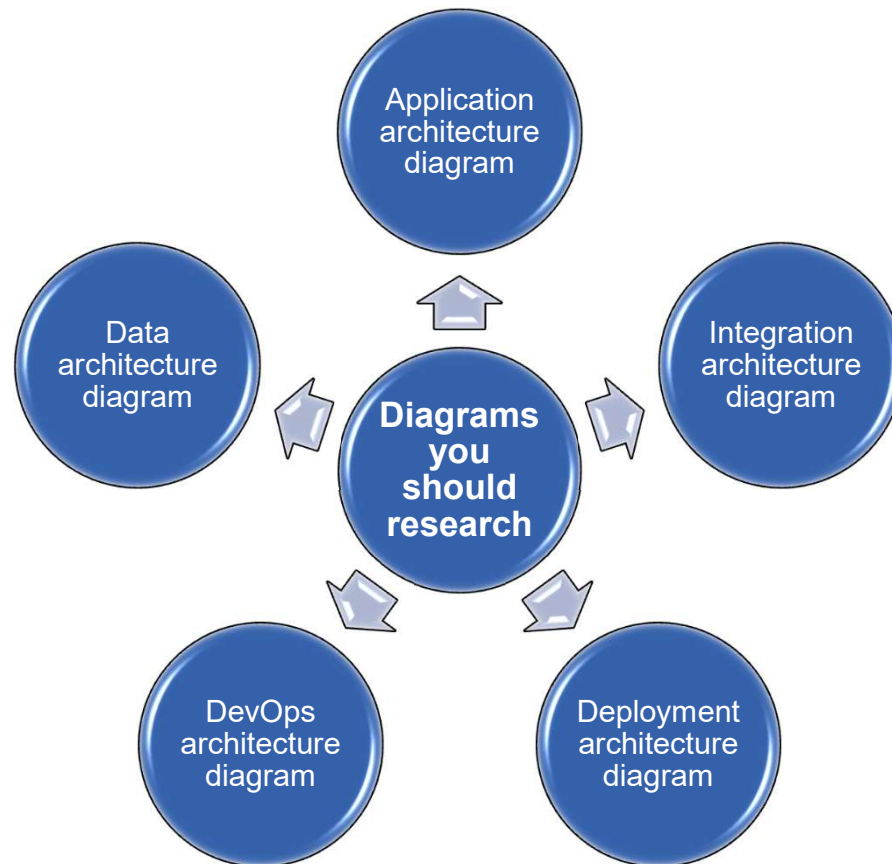 Application
architecture
diagram
Data
architecture
diagram
Integration
architecture
diagram
Diagrams
you
should
research
DevOps
architecture
diagram
Deployment
architecture
diagram